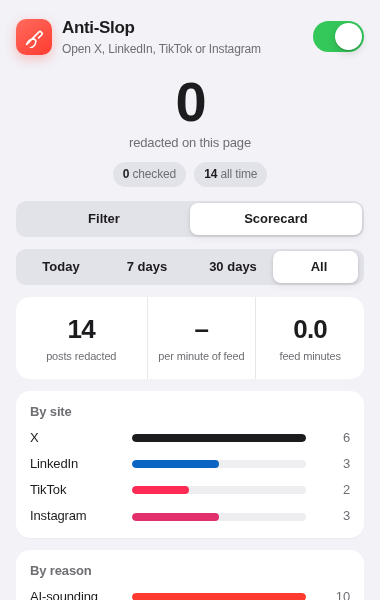 Anti-Slop
Open X, LinkedIn, TikTok or Instagram
0
redacted on this page
0 checked
14 all time
Filter
Scorecard
Today
7 days
30 days
All
14
–
0.0
posts redacted
per minute of feed
feed minutes
By site
X
6
LinkedIn
3
TikTok
2
Instagram
3
By reason
AI-sounding
10